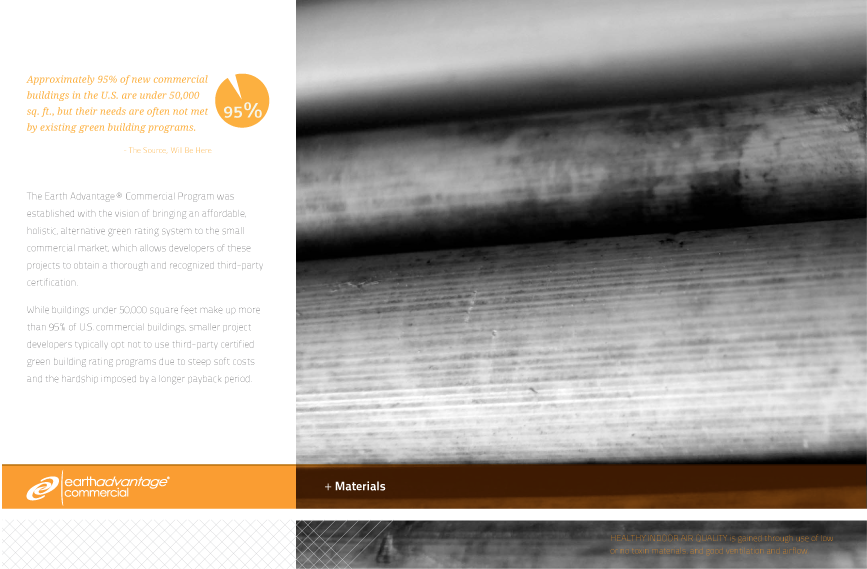 Approximately 95% of new commercial
buildings in the U.S. are under 50,000
sq. ft., but their needs are often not met
by existing green building programs.
95%
- The Source, Will Be Here.
The Earth Advantage® Commercial Program was
established with the vision of bringing an affordable,
holistic, alternative green rating system to the small
commercial market, which allows developers of these
projects to obtain a thorough and recognized third-party
certification.
While buildings under 50,000 square feet make up more
than 95% of U.S. commercial buildings, smaller project
developers typically opt not to use third-party certified
green building rating programs due to steep soft costs
and the hardship imposed by a longer payback period.
earthadvantage®
commercial
+ Materials
HEALTHY INDOOR AIR QUALITY is gained through use of low
toxin materials, and good ventilation and airflow.